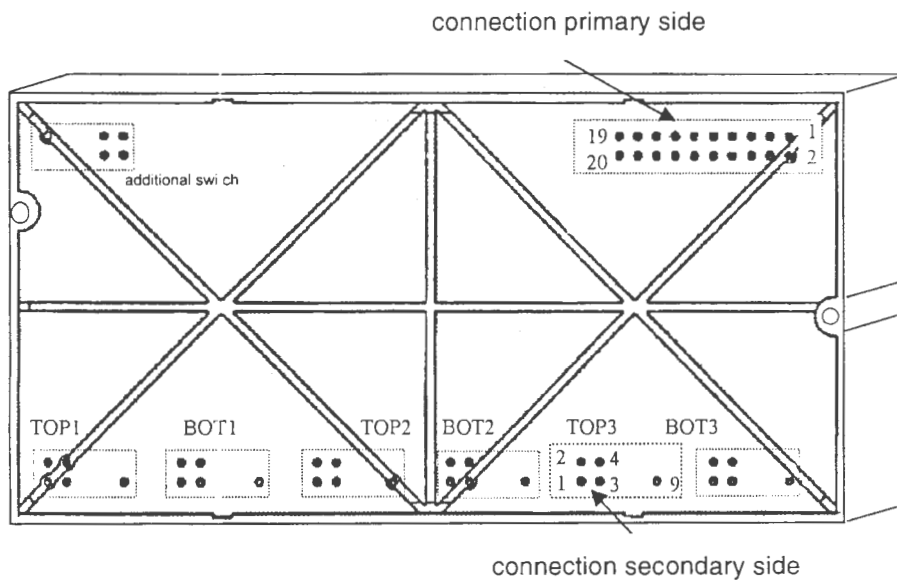 connection primary side
19 1
20 2
additional swi ch
TOP1 BOT1 TOP2 BOT2 TOP3 BOT3
2 4
1 3 9
connection secondary side